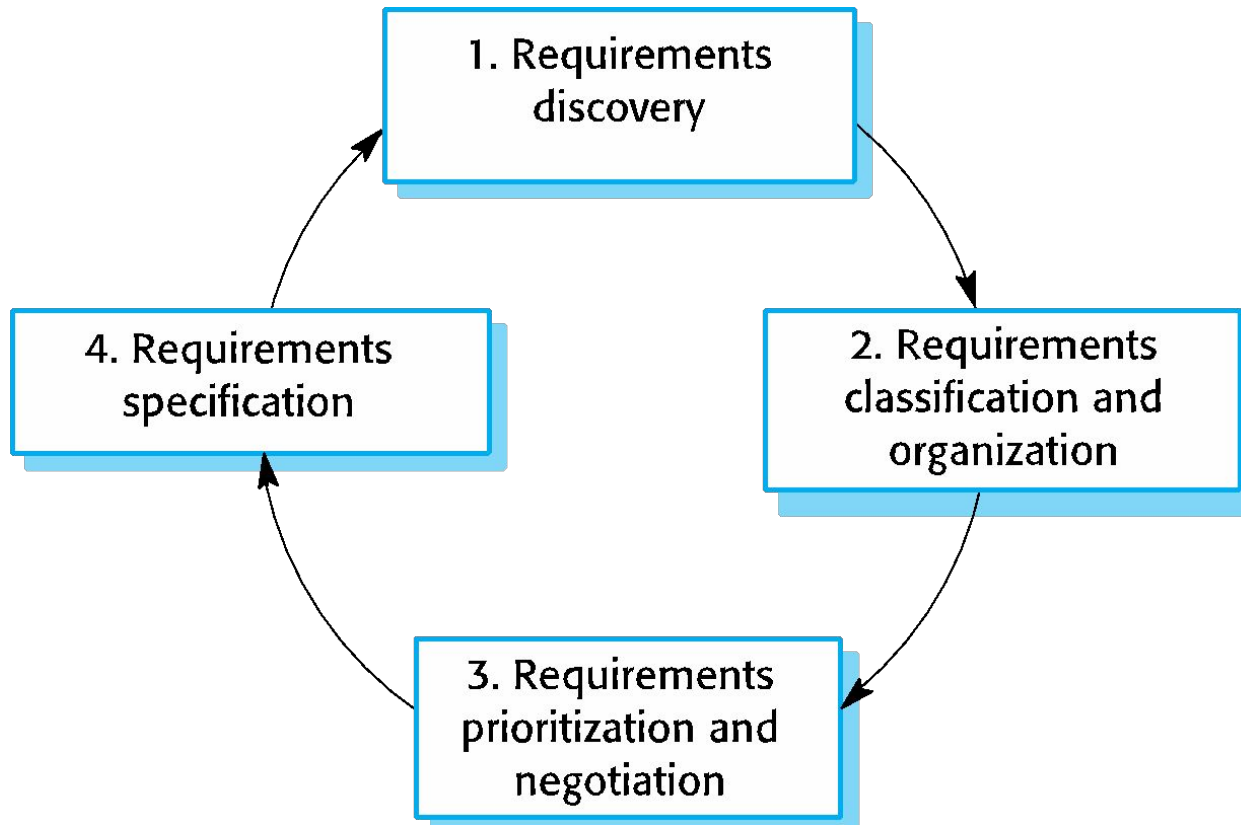 1. Requirements
discovery
2. Requirements
classification and
organization
3. Requirements
prioritization and
negotiation
4. Requirements
specification